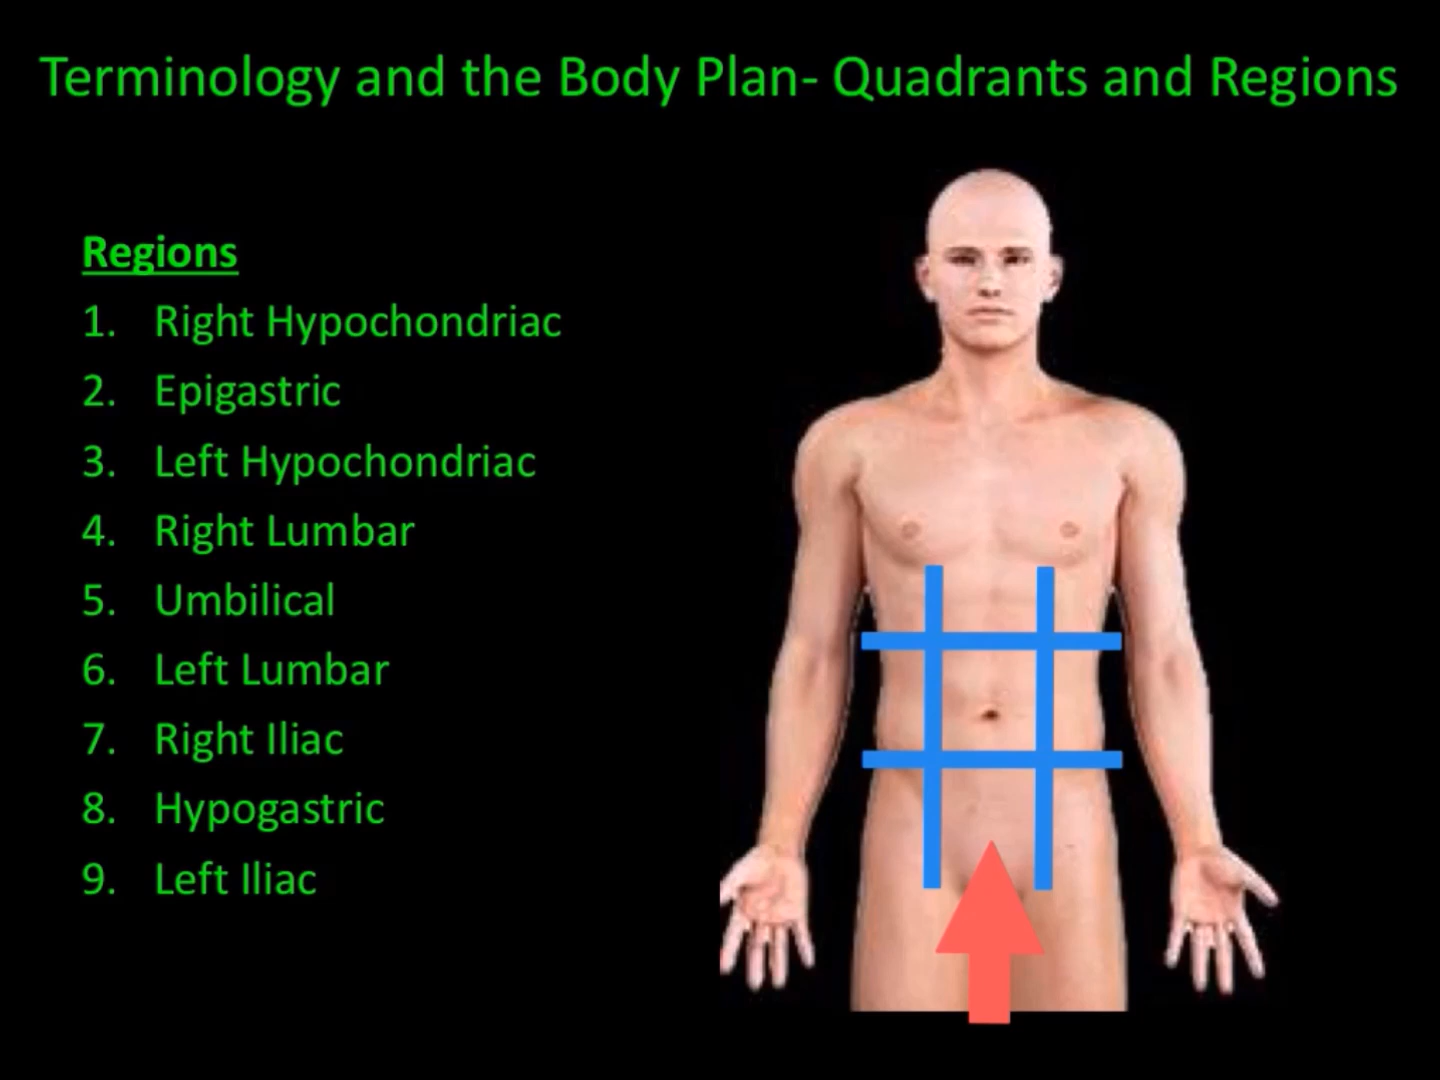 Terminology and the Body Plan- Quadrants and Regions
Regions
1. Right Hypochondriac
2. Epigastric
3. Left Hypochondriac
4. Right Lumbar
5. Umbilical
6. Left Lumbar
7. Right Iliac
8. Hypogastric
9. Left Iliac